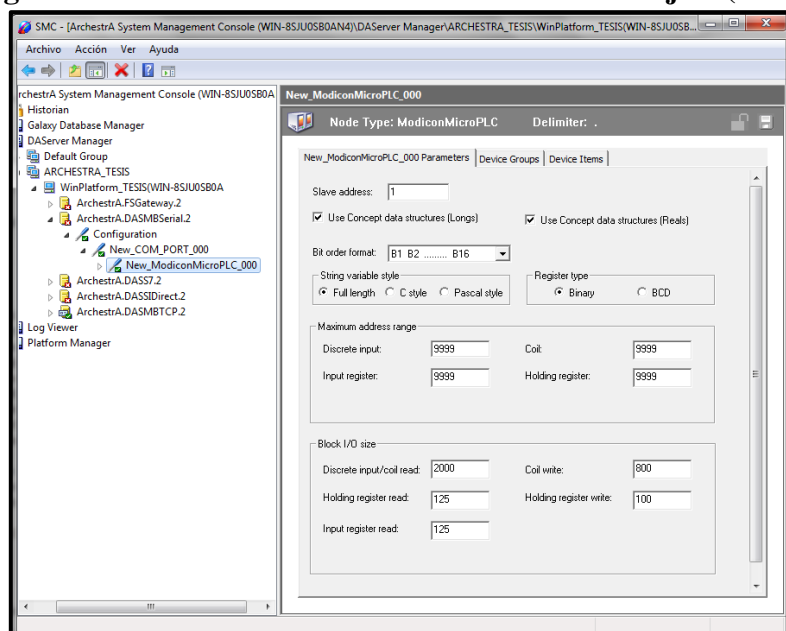 SMC - [ArchestrA System Management Console (WIN-8SJU0SB0AN4)\DAServer Manager\ARCHESTRA_TESIS\WinPlatform_TESIS(WIN-8SJU0SB...
Archivo Acción Ver Ayuda
rchestrA System Management Console (WIN-8SJU0SB0A
Historian
Galaxy Database Manager
DAServer Manager
Default Group
ARCHESTRA_TESIS
WinPlatform_TESIS(WIN-8SJU0SB0A
ArchestrA.FSGateway.2
ArchestrA.DASMBSerial.2
Configuration
New_COM_PORT_000
New_ModiconMicroPLC_000
ArchestrA.DASS7.2
ArchestrA.DASSIDirect.2
ArchestrA.DASMBTCP.2
Log Viewer
Platform Manager
New_ModiconMicroPLC_000
Node Type: ModiconMicroPLC Delimiter: .
New_ModiconMicroPLC_000 Parameters Device Groups Device Items
Slave address: 1
Use Concept data structures (Longs) Use Concept data structures (Reals)
Bit order format: B1 B2 ......... B16
String variable style Register type
Full length C style Pascal style Binary BCD
Maximum address range
Discrete input: 9999 Coil: 9999
Input register: 9999 Holding register: 9999
Block I/O size
Discrete input/coil read: 2000 Coil write: 800
Holding register read: 125 Holding register write: 100
Input register read: 125